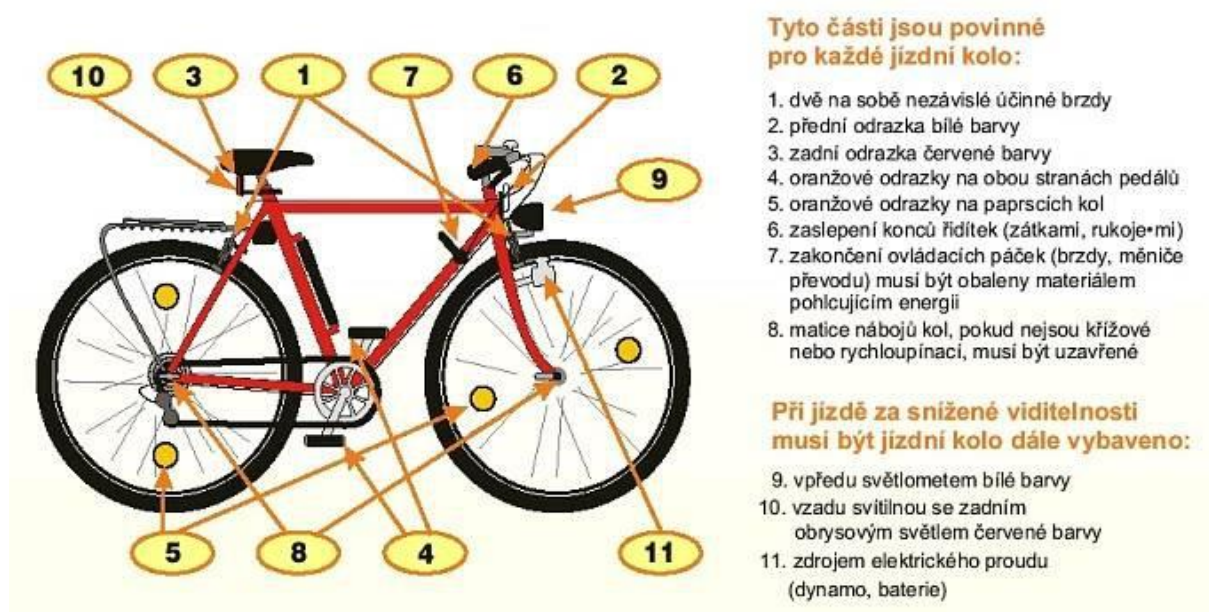 10
3
1
7
6
2
9
5
8
4
11
Tyto části jsou povinné
pro každé jízdní kolo:
1. dvě na sobě nezávislé účinné brzdy
2. přední odrazka bílé barvy
3. zadní odrazka červené barvy
4. oranžové odrazky na obou stranách pedálů
5. oranžové odrazky na paprscích kol
6. zaslepení konců řidítek (zátkami, rukoje•mi)
7. zakončení ovládacích páček (brzdy, měniče
převodu) musí být obaleny materiálem
pohlcujícím energii
8. matice nábojů kol, pokud nejsou křížové
nebo rychloupínací, musí být uzavřené
Při jízdě za snížené viditelnosti
musí být jízdní kolo dále vybaveno:
9. vpředu světlometem bílé barvy
10. vzadu svítilnou se zadním
obrysovým světlem červené barvy
11. zdrojem elektrického proudu
(dynamo, baterie)